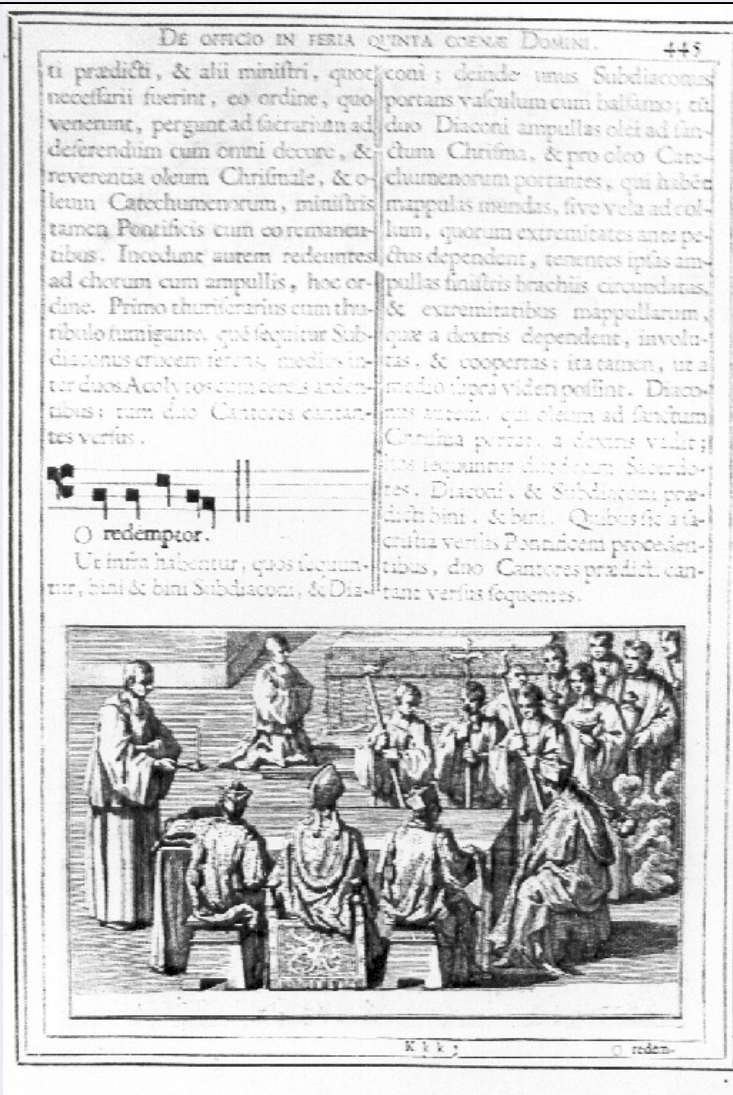 DE OFFICIO IN FERIA QUINTA COENÆ DOMINI.
445
ti prædicti, & alii miniſtri, quot
neceſſarii fuerint, eo ordine, quo
venerunt, pergunt ad ſacrarium ad
deferendum cum omni decore, &
reverentia oleum Chriſmale, & o-
leum Catechumenorum, miniſtris
tamen Pontificis cum eo remanen-
tibus. Incedunt autem redeuntes
ad chorum cum ampullis, hoc or-
dine. Primo thuriferarius cum thu-
ribulo fumigante, quē ſequitur Sub-
diaconus crucem ferens, medius in-
ter duos Acolytos cum cereis arden-
tibus; tum duo Cantores cantan-
tes verſus.
O redemptor.
Ut infra habentur, quos ſequun-
tur, bini & bini Subdiaconi, & Dia-
coni; deinde unus Subdiaconus
portans vaſculum cum balſamo; tū
duo Diaconi ampullas olei ad ſan-
ctum Chriſma, & pro oleo Cate-
chumenorum portantes, qui habēt
mappulas mundas, ſive vela ad col-
lum, quorum extremitates ante pe-
ctus dependent, tenentes ipſas am-
pullas ſiniſtris brachiis circundatas,
& extremitatibus mappullarum,
quæ a dextris dependent, involu-
tas, & coopertas; ita tamen, ut a
medio ſupra videri poſſint. Diaco-
nus autem, qui oleum ad ſanctum
Chriſma portat, a dextris vadit;
ſequuntur duodecim Sacerdo-
tes, Diaconi, & Subdiaconi præ-
dicti bini, & bini. Quibus ſic a ſa-
criſtia verſus Pontificem proceden-
tibus, duo Cantores prædicti can-
tant verſus ſequentes.
K k k
O redem-